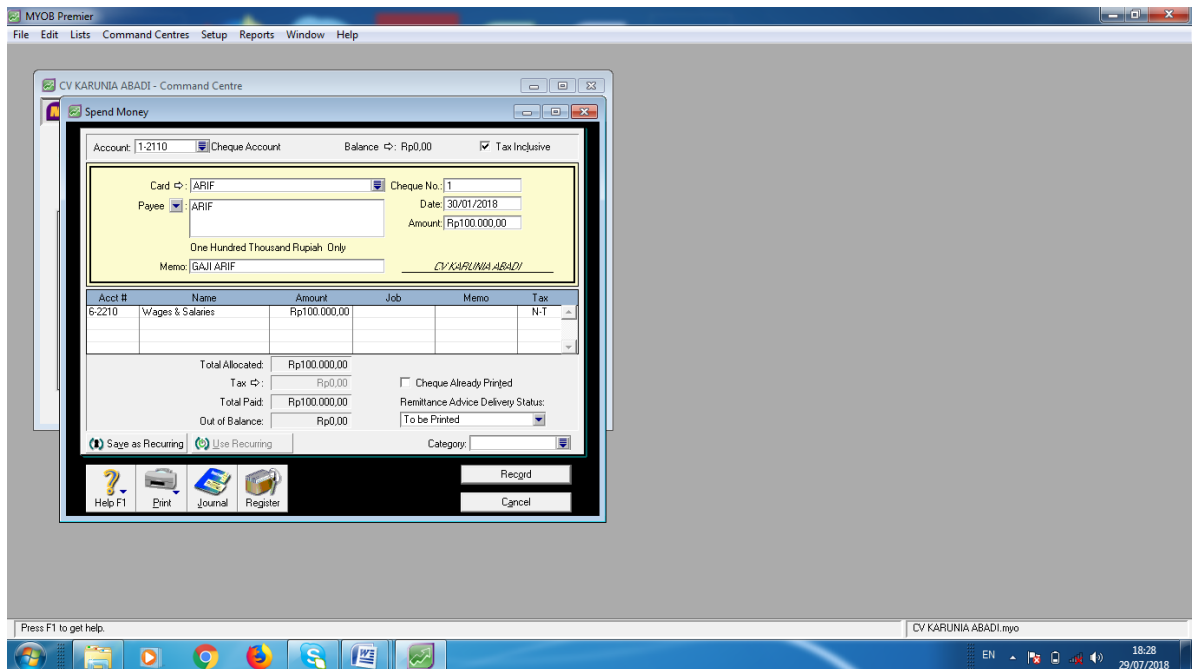 MYOB Premier
File Edit Lists Command Centres Setup Reports Window Help
CV KARUNIA ABADI - Command Centre
Spend Money
Account: 1-2110 Cheque Account Balance ⇨: Rp0,00 Tax Inclusive
Card ⇨: ARIF Cheque No.: 1
Payee : ARIF Date: 30/01/2018
Amount: Rp100.000,00
One Hundred Thousand Rupiah Only
Memo: GAJI ARIF CV KARUNIA ABADI
Acct # Name Amount Job Memo Tax
6-2210 Wages & Salaries Rp100.000,00 N-T
Total Allocated: Rp100.000,00
Tax ⇨: Rp0,00 Cheque Already Printed
Total Paid: Rp100.000,00 Remittance Advice Delivery Status:
Out of Balance: Rp0,00 To be Printed
Save as Recurring Use Recurring Category:
Record
Help F1 Print Journal Register Cancel
Press F1 to get help. CV KARUNIA ABADI.myo
EN 18:28
29/07/2018